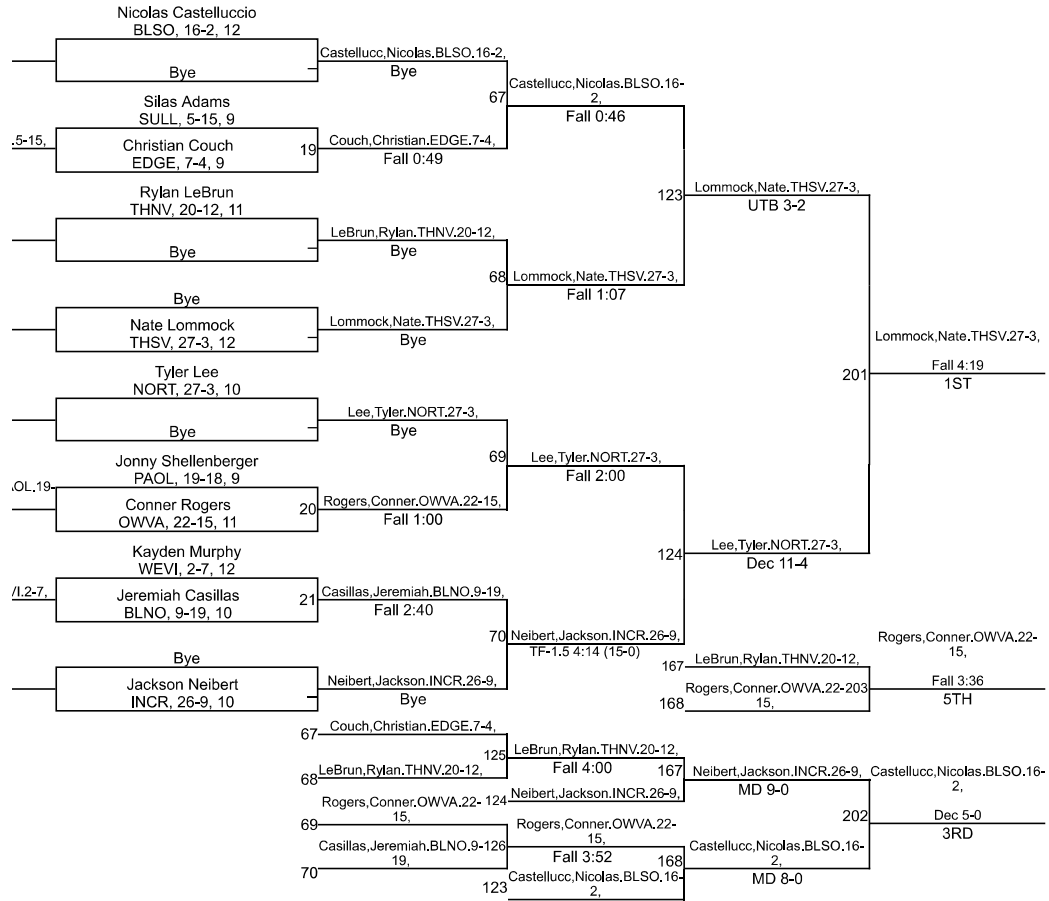 Nicolas Castelluccio
BLSO, 16-2, 12
Bye
Castellucc,Nicolas.BLSO.16-2,
Bye
67
Castellucc,Nicolas.BLSO.16-
2,
Fall 0:46
Silas Adams
SULL, 5-15, 9
.5-15,
Christian Couch
EDGE, 7-4, 9
19
Couch,Christian.EDGE.7-4,
Fall 0:49
123
Lommock,Nate.THSV.27-3,
UTB 3-2
Rylan LeBrun
THNV, 20-12, 11
Bye
LeBrun,Rylan.THNV.20-12,
Bye
68
Lommock,Nate.THSV.27-3,
Fall 1:07
Bye
Nate Lommock
THSV, 27-3, 12
Lommock,Nate.THSV.27-3,
Bye
Lommock,Nate.THSV.27-3,
201
Fall 4:19
1ST
Tyler Lee
NORT, 27-3, 10
Bye
Lee,Tyler.NORT.27-3,
Bye
69
Lee,Tyler.NORT.27-3,
Fall 2:00
Jonny Shellenberger
PAOL, 19-18, 9
OL.19-
Conner Rogers
OWVA, 22-15, 11
20
Rogers,Conner.OWVA.22-15,
Fall 1:00
124
Lee,Tyler.NORT.27-3,
Dec 11-4
Kayden Murphy
WEVI, 2-7, 12
/I.2-7,
Jeremiah Casillas
BLNO, 9-19, 10
21
Casillas,Jeremiah.BLNO.9-19,
Fall 2:40
70
Neibert,Jackson.INCR.26-9,
TF-1.5 4:14 (15-0)
Bye
Jackson Neibert
INCR, 26-9, 10
Neibert,Jackson.INCR.26-9,
Bye
167
LeBrun,Rylan.THNV.20-12,
168
Rogers,Conner.OWVA.22-203
15,
Rogers,Conner.OWVA.22-
15,
Fall 3:36
5TH
67
Couch,Christian.EDGE.7-4,
68
LeBrun,Rylan.THNV.20-12,
125
LeBrun,Rylan.THNV.20-12,
Fall 4:00
124
Neibert,Jackson.INCR.26-9,
167
Neibert,Jackson.INCR.26-9,
MD 9-0
69
Rogers,Conner.OWVA.22-
15,
70
Casillas,Jeremiah.BLNO.9-126
19,
Rogers,Conner.OWVA.22-
15,
Fall 3:52
123
Castellucc,Nicolas.BLSO.16-
2,
168
Castellucc,Nicolas.BLSO.16-
2,
MD 8-0
202
Castellucc,Nicolas.BLSO.16-
2,
Dec 5-0
3RD